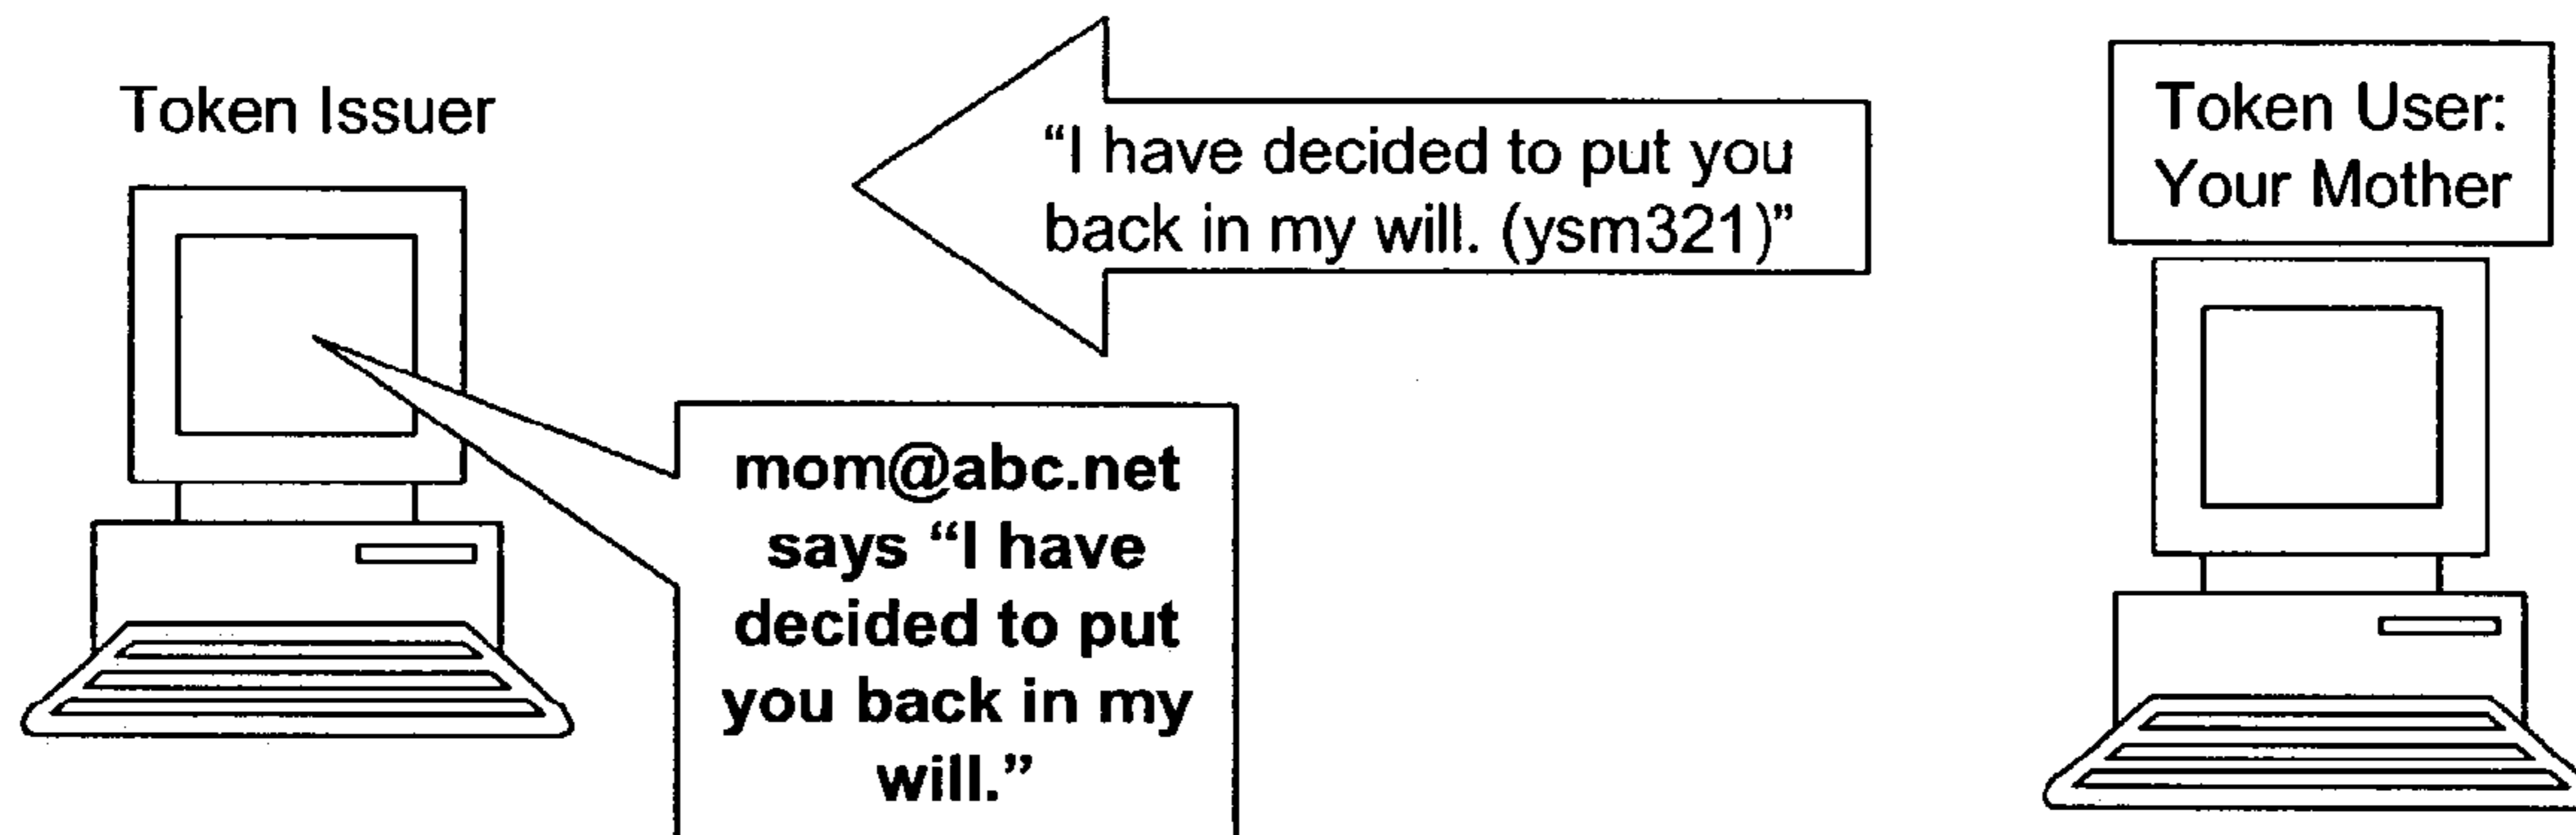 Token Issuer
“I have decided to put you
back in my will. (ysm321)”
Token User:
Your Mother
mom@abc.net
says “I have
decided to put
you back in my
will.”